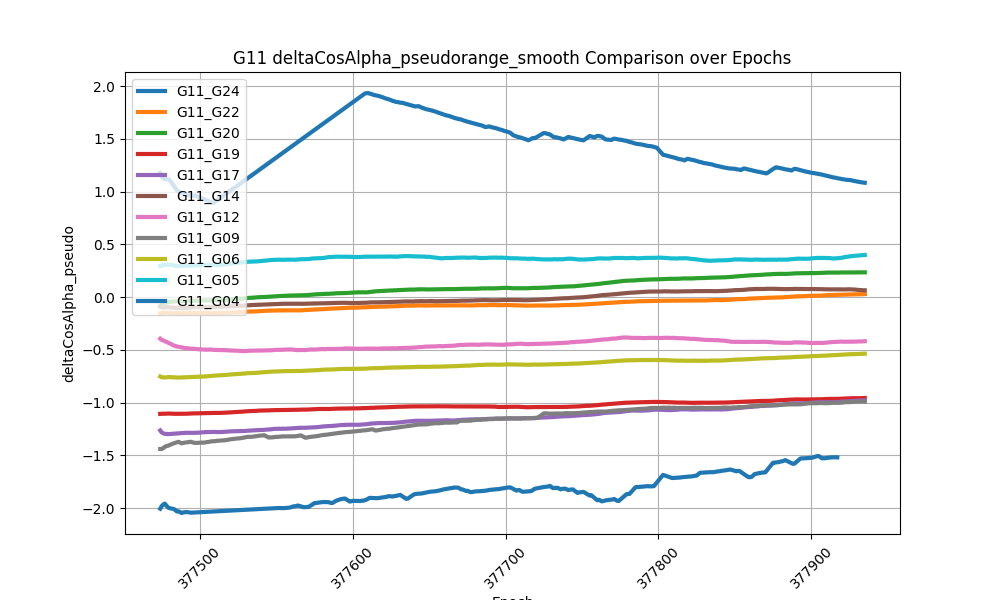 G11 deltaCosAlpha_pseudorange_smooth Comparison over Epochs
deltaCosAlpha_pseudo
2.0
1.5
1.0
0.5
0.0
−0.5
−1.0
−1.5
−2.0
G11_G24
G11_G22
G11_G20
G11_G19
G11_G17
G11_G14
G11_G12
G11_G09
G11_G06
G11_G05
G11_G04
377500
377600
377700
377800
377900
Epoch